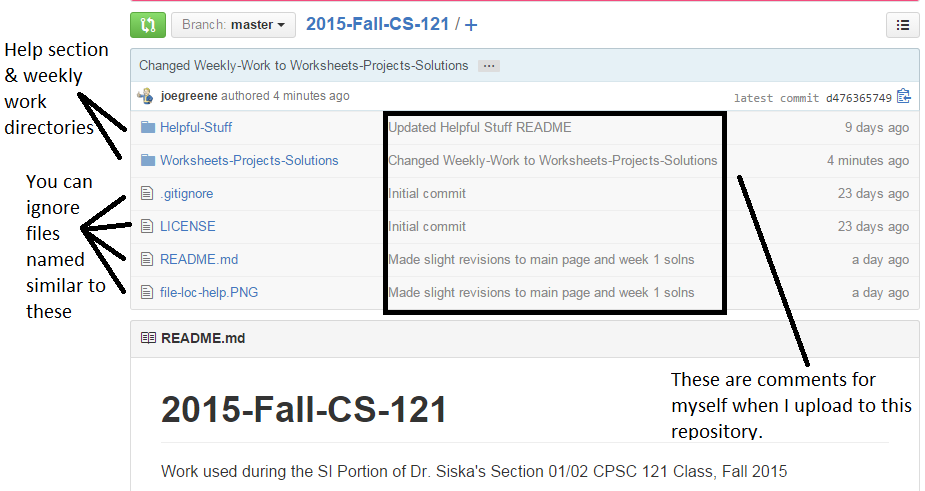 Branch: master
2015-Fall-CS-121 / +
Help section
& weekly
work
directories
Changed Weekly-Work to Worksheets-Projects-Solutions ...
joegreene authored 4 minutes ago
latest commit d476365749
Helpful-Stuff Updated Helpful Stuff README 9 days ago
Worksheets-Projects-Solutions Changed Weekly-Work to Worksheets-Projects-Solutions 4 minutes ago
You can
ignore
files
named
similar to
these
.gitignore Initial commit 23 days ago
LICENSE Initial commit 23 days ago
README.md Made slight revisions to main page and week 1 solns a day ago
file-loc-help.PNG Made slight revisions to main page and week 1 solns a day ago
README.md
These are comments for
myself when I upload to this
repository.
2015-Fall-CS-121
Work used during the SI Portion of Dr. Siska's Section 01/02 CPSC 121 Class, Fall 2015